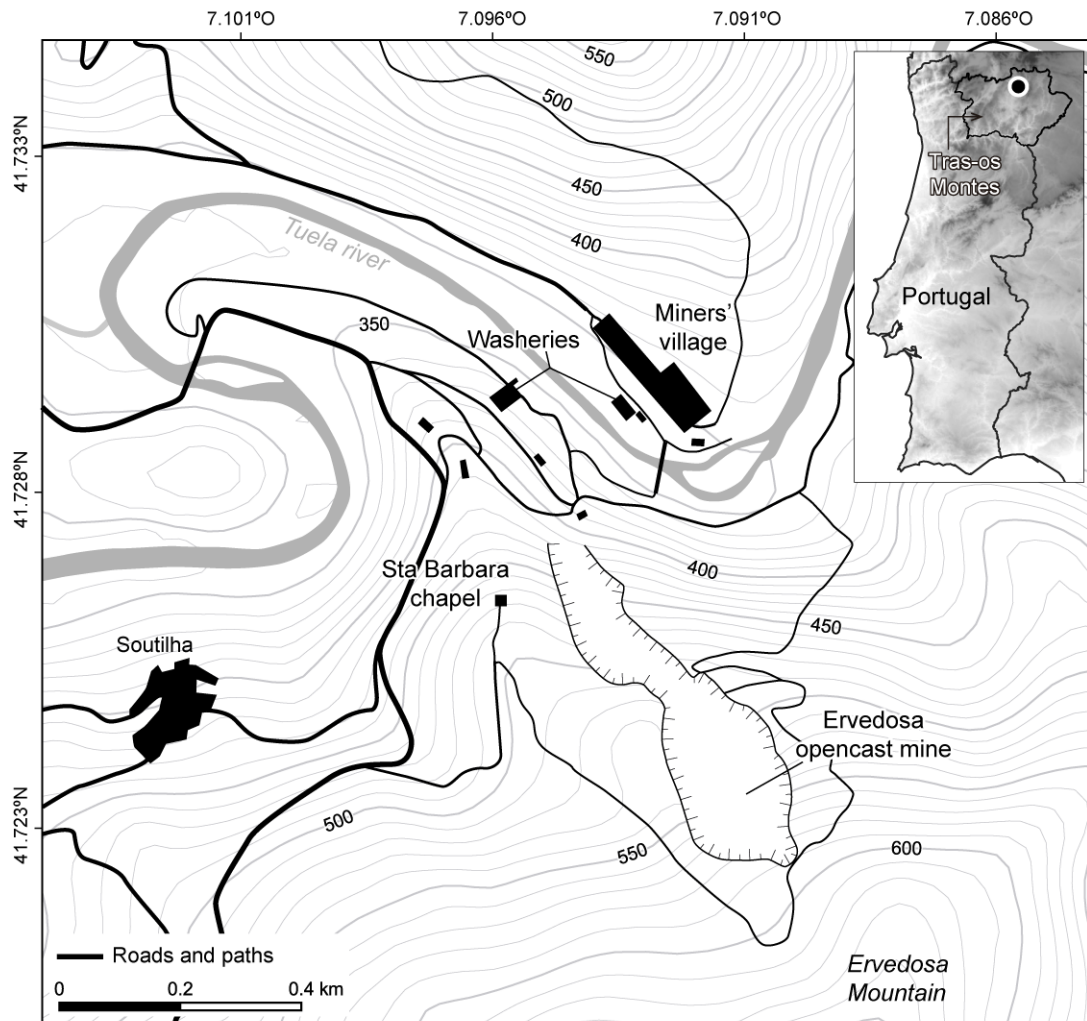 7.101ºO
7.096ºO
7.091ºO
7.086ºO
550
500
41.733ºN
Tras-os
Montes
450
Tuela river
400
Portugal
Miners'
village
350
Washeries
41.728ºN
400
Sta Barbara
chapel
450
Soutilha
Ervedosa
opencast mine
41.723ºN
500
550
600
Roads and paths
Ervedosa
Mountain
0 0.2 0.4 km